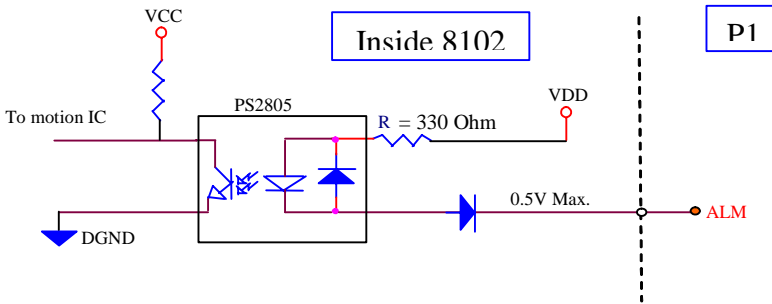 VCC
Inside 8102
P1
VDD
PS2805
R = 330 Ohm
To motion IC
0.5V Max.
ALM
DGND